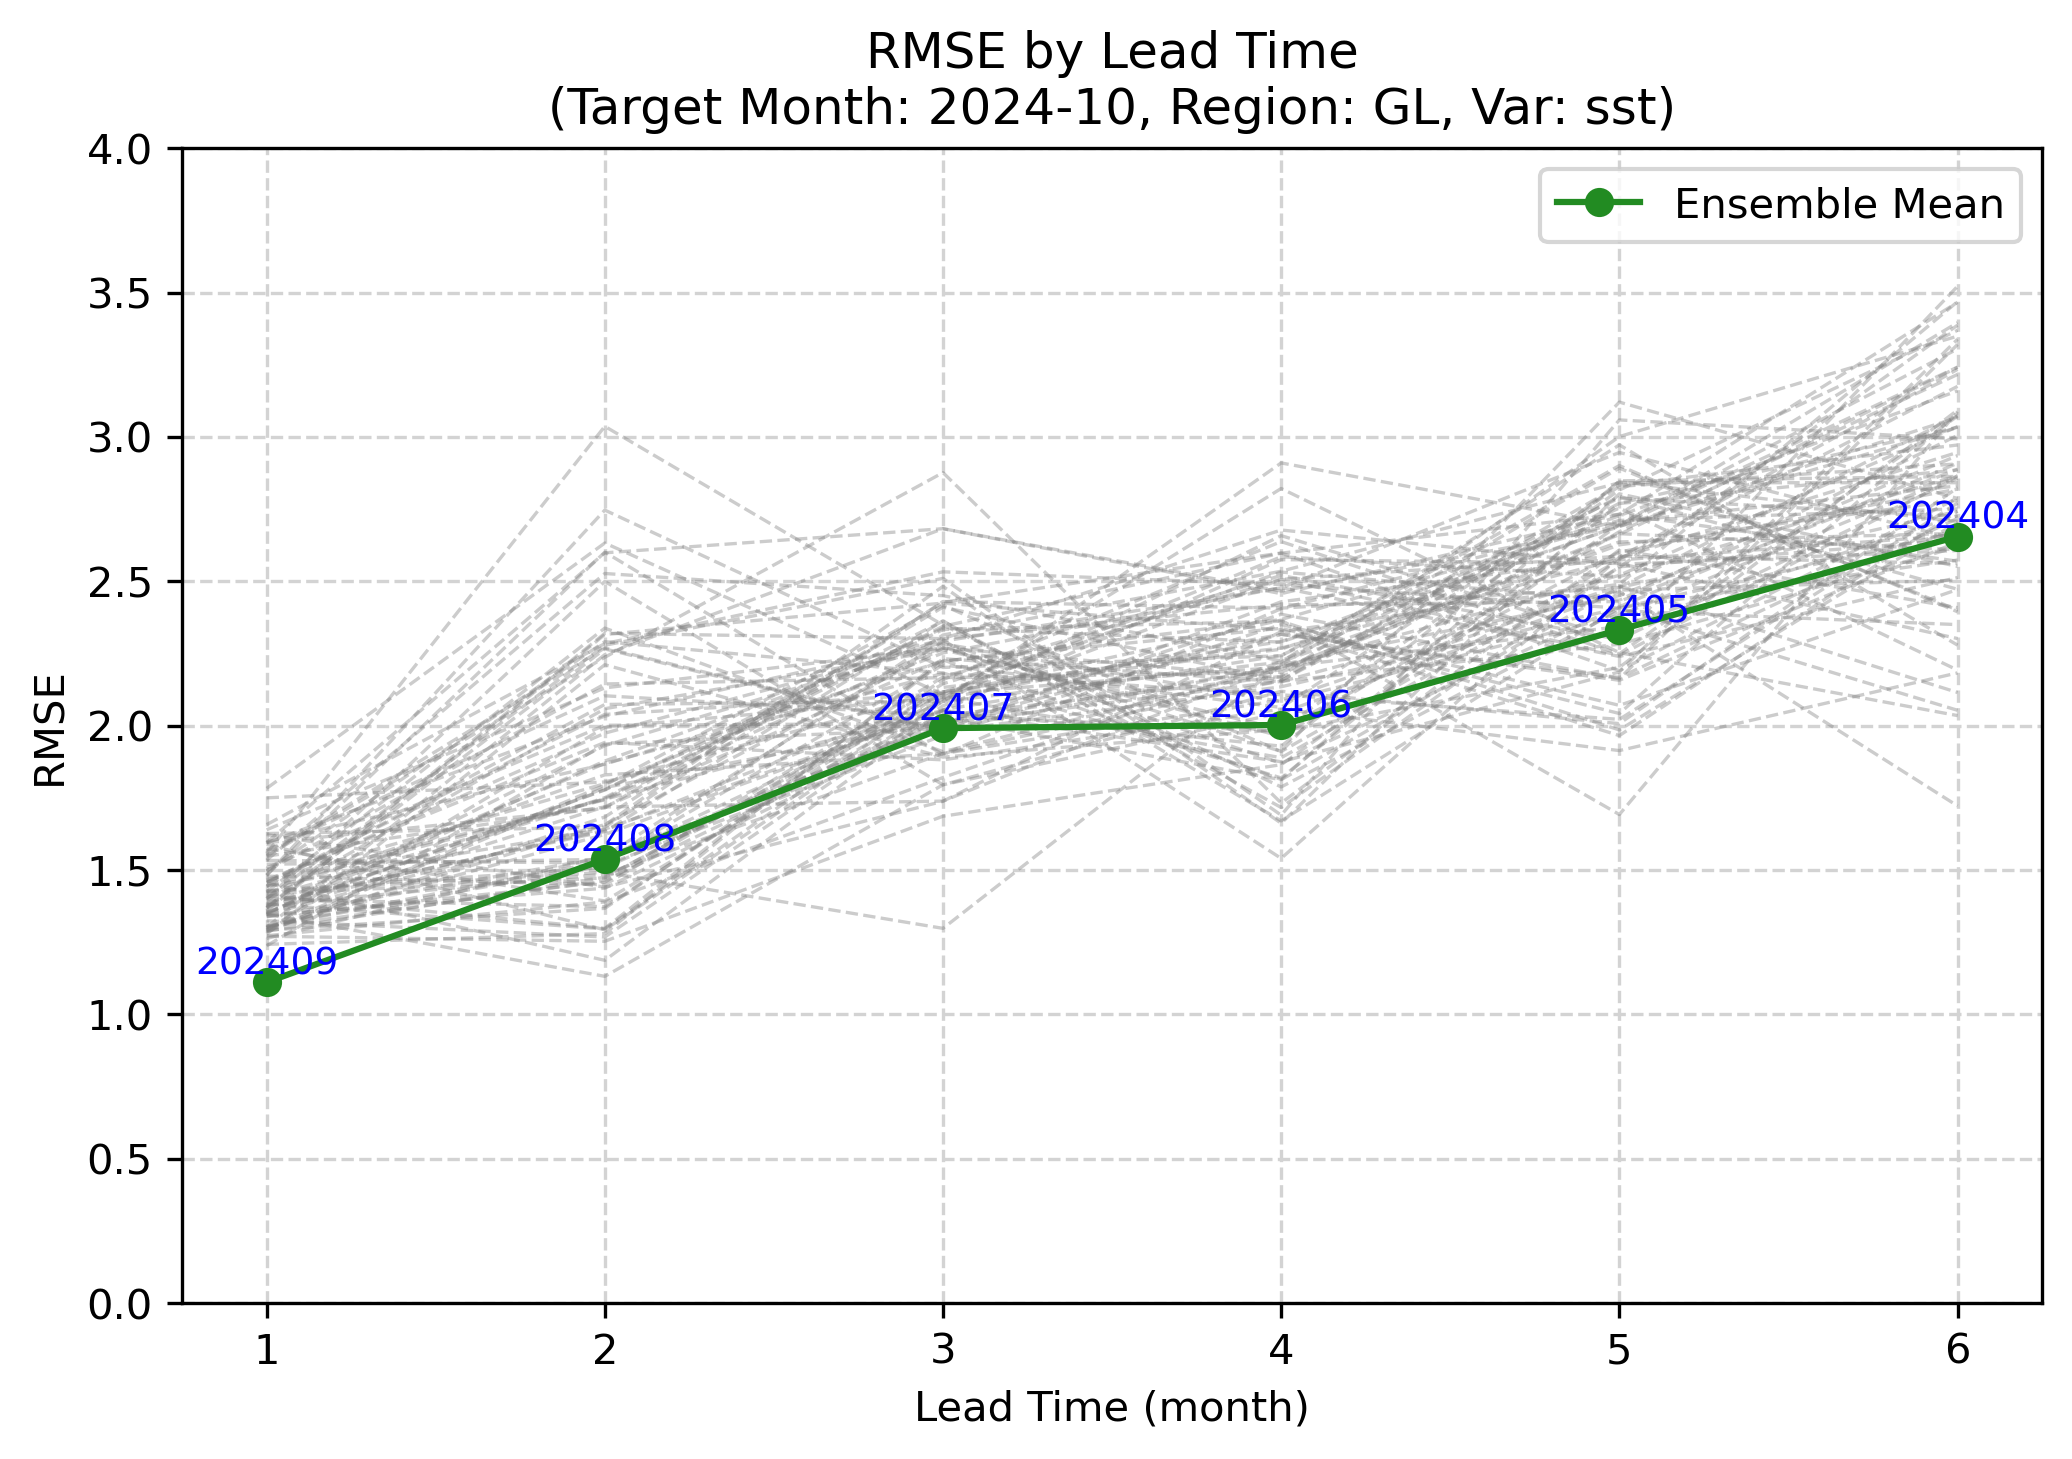 RMSE by Lead Time
(Target Month: 2024-10, Region: GL, Var: sst)
Ensemble Mean
RMSE
4.0
3.5
3.0
2.5
2.0
1.5
1.0
0.5
0.0
202409
202408
202407
202406
202405
202404
1 2 3 4 5 6
Lead Time (month)